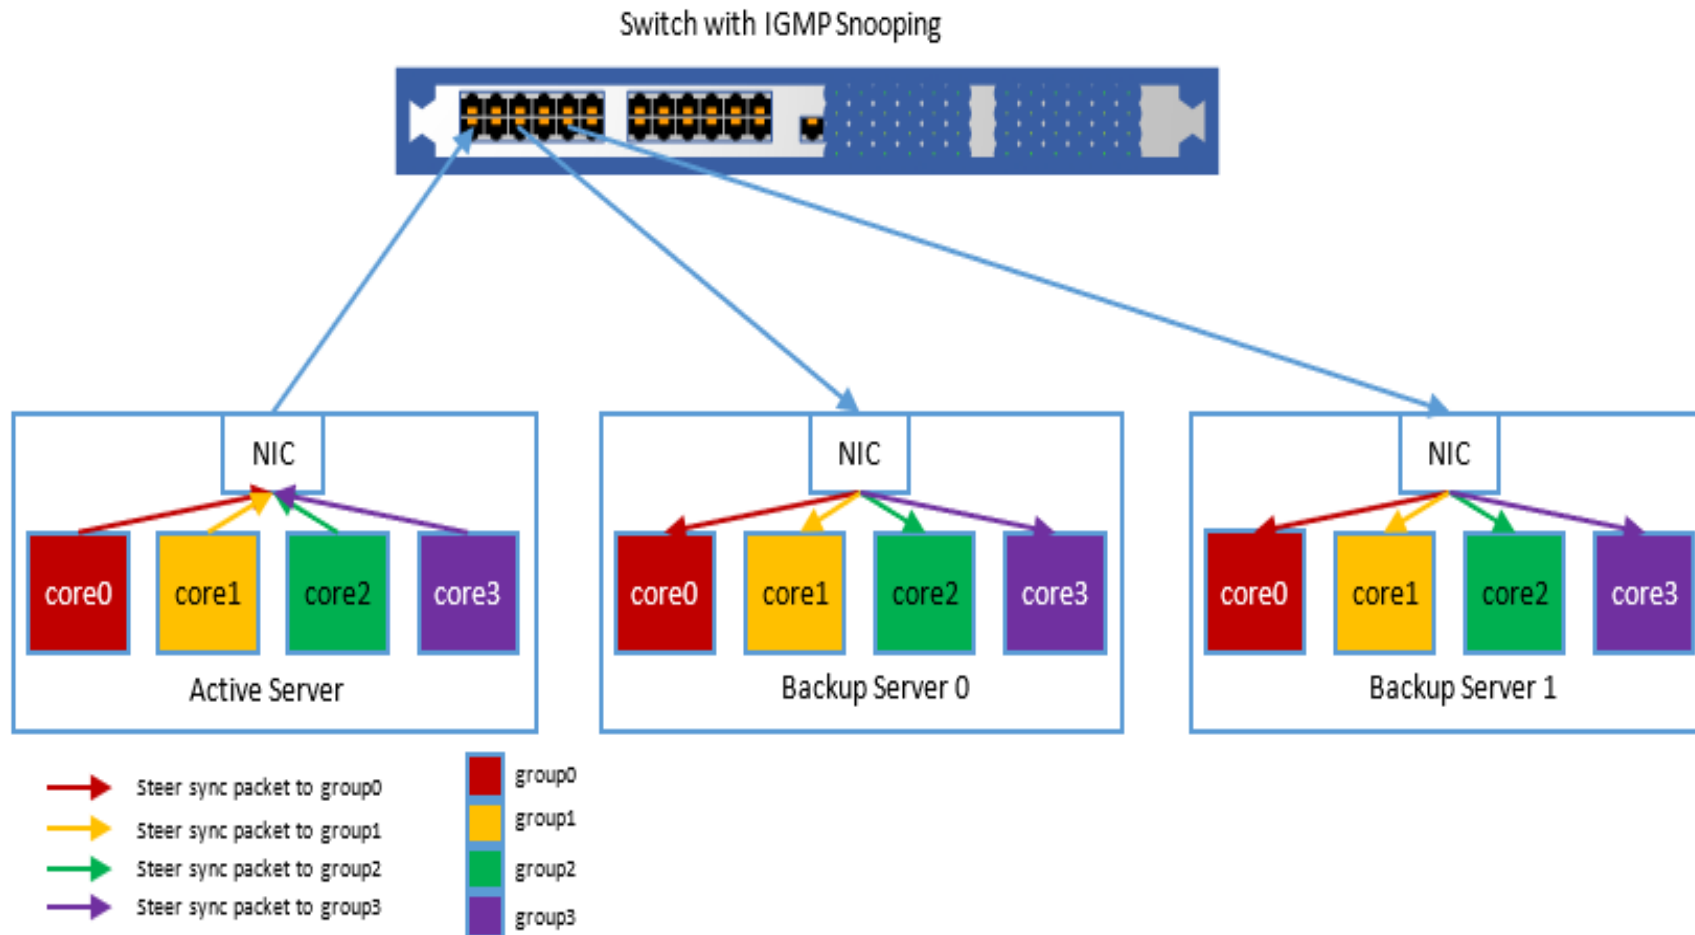 Switch with IGMP Snooping
NIC
NIC
NIC
core0
core1
core2
core3
core0
core1
core2
core3
core0
core1
core2
core3
Active Server
Backup Server 0
Backup Server 1
Steer sync packet to group0
Steer sync packet to group1
Steer sync packet to group2
Steer sync packet to group3
group0
group1
group2
group3